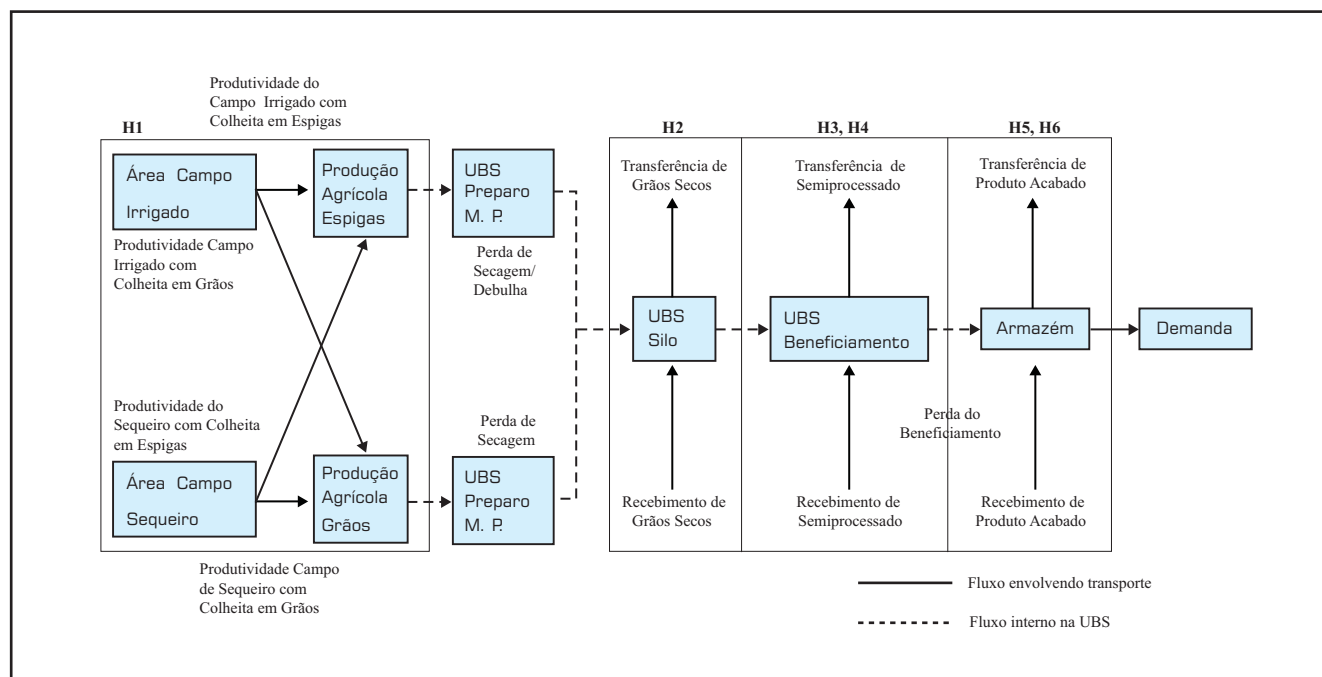 Produtividade do
Campo Irrigado com
Colheita em Espigas
H1
H2
H3, H4
H5, H6
Área Campo
Irrigado
Produção
Agrícola
Espigas
UBS
Preparo
M. P.
Transferência de
Grãos Secos
Transferência de
Semiprocessado
Transferência de
Produto Acabado
Produtividade Campo
Irrigado com
Colheita em Grãos
Perda de
Secagem/
Debulha
UBS
Silo
UBS
Beneficiamento
Armazém
Demanda
Produtividade do
Sequeiro com Colheita
em Espigas
Perda de
Secagem
Perda do
Beneficiamento
Área Campo
Sequeiro
Produção
Agrícola
Grãos
UBS
Preparo
M. P.
Recebimento de
Grãos Secos
Recebimento de
Semiprocessado
Recebimento de
Produto Acabado
Produtividade Campo
de Sequeiro com
Colheita em Grãos
Fluxo envolvendo transporte
Fluxo interno na UBS